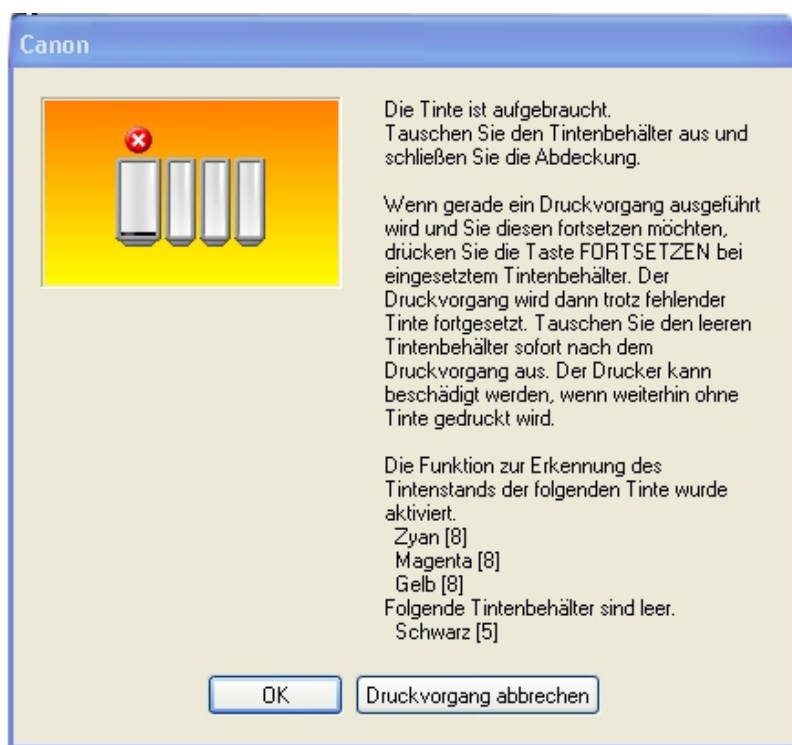 Canon
Die Tinte ist aufgebraucht.
Tauschen Sie den Tintenbehälter aus und
schließen Sie die Abdeckung.
Wenn gerade ein Druckvorgang ausgeführt
wird und Sie diesen fortsetzen möchten,
drücken Sie die Taste FORTSETZEN bei
eingesetztem Tintenbehälter. Der
Druckvorgang wird dann trotz fehlender
Tinte fortgesetzt. Tauschen Sie den leeren
Tintenbehälter sofort nach dem
Druckvorgang aus. Der Drucker kann
beschädigt werden, wenn weiterhin ohne
Tinte gedruckt wird.
Die Funktion zur Erkennung des
Tintenstands der folgenden Tinte wurde
aktiviert.
Zyan [8]
Magenta [8]
Gelb [8]
Folgende Tintenbehälter sind leer.
Schwarz [5]
OK
Druckvorgang abbrechen